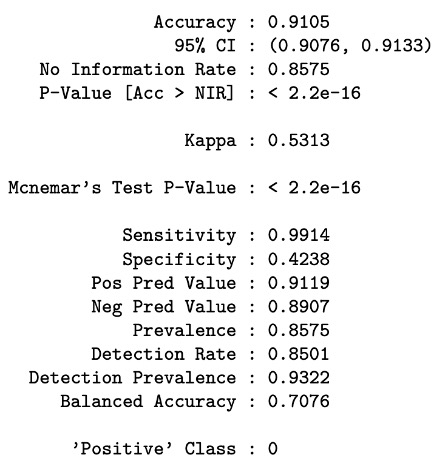 Accuracy : 0.9105
95% CI : (0.9076, 0.9133)
No Information Rate : 0.8575
P-Value [Acc > NIR] : < 2.2e-16
Kappa : 0.5313
Mcnemar's Test P-Value : < 2.2e-16
Sensitivity : 0.9914
Specificity : 0.4238
Pos Pred Value : 0.9119
Neg Pred Value : 0.8907
Prevalence : 0.8575
Detection Rate : 0.8501
Detection Prevalence : 0.9322
Balanced Accuracy : 0.7076
'Positive' Class : 0